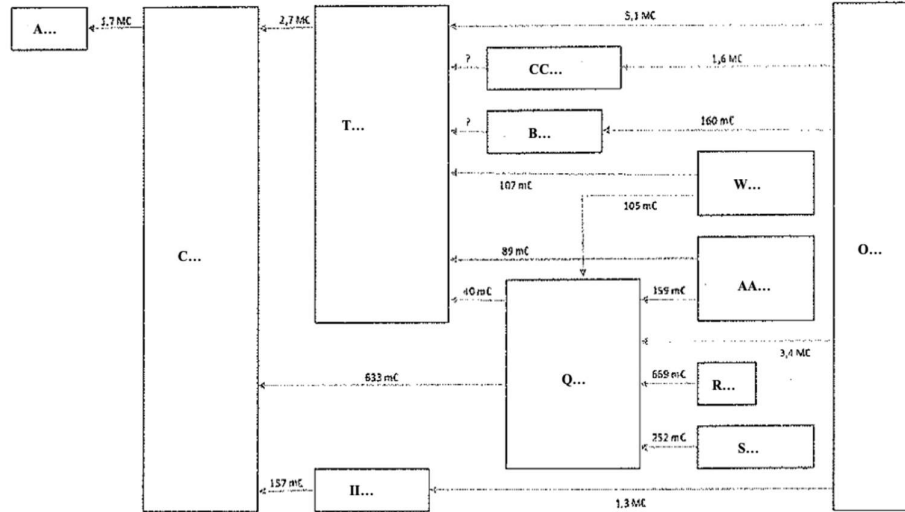 5,1 M€
A...
1,7 M€
2,7 M€
?
CC...
1,6 M€
T...
?
B...
160 m€
107 m€
W...
105 m€
C...
89 m€
O...
AA...
40 m€
159 m€
3,4 M€
633 m€
Q...
669 m€
R...
252 m€
S...
157 m€
II...
1,3 M€